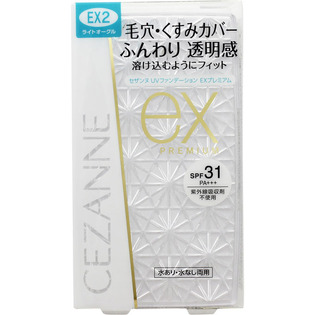 EX2
ライトオークル
毛穴・くすみカバー
ふんわり 透明感
溶け込むようにフィット
セザンヌ UVファンデーション EXプレミアム
ex
PREMIUM
CEZANNE
SPF31
PA+++
紫外線吸収剤
不使用
水あり・水なし両用